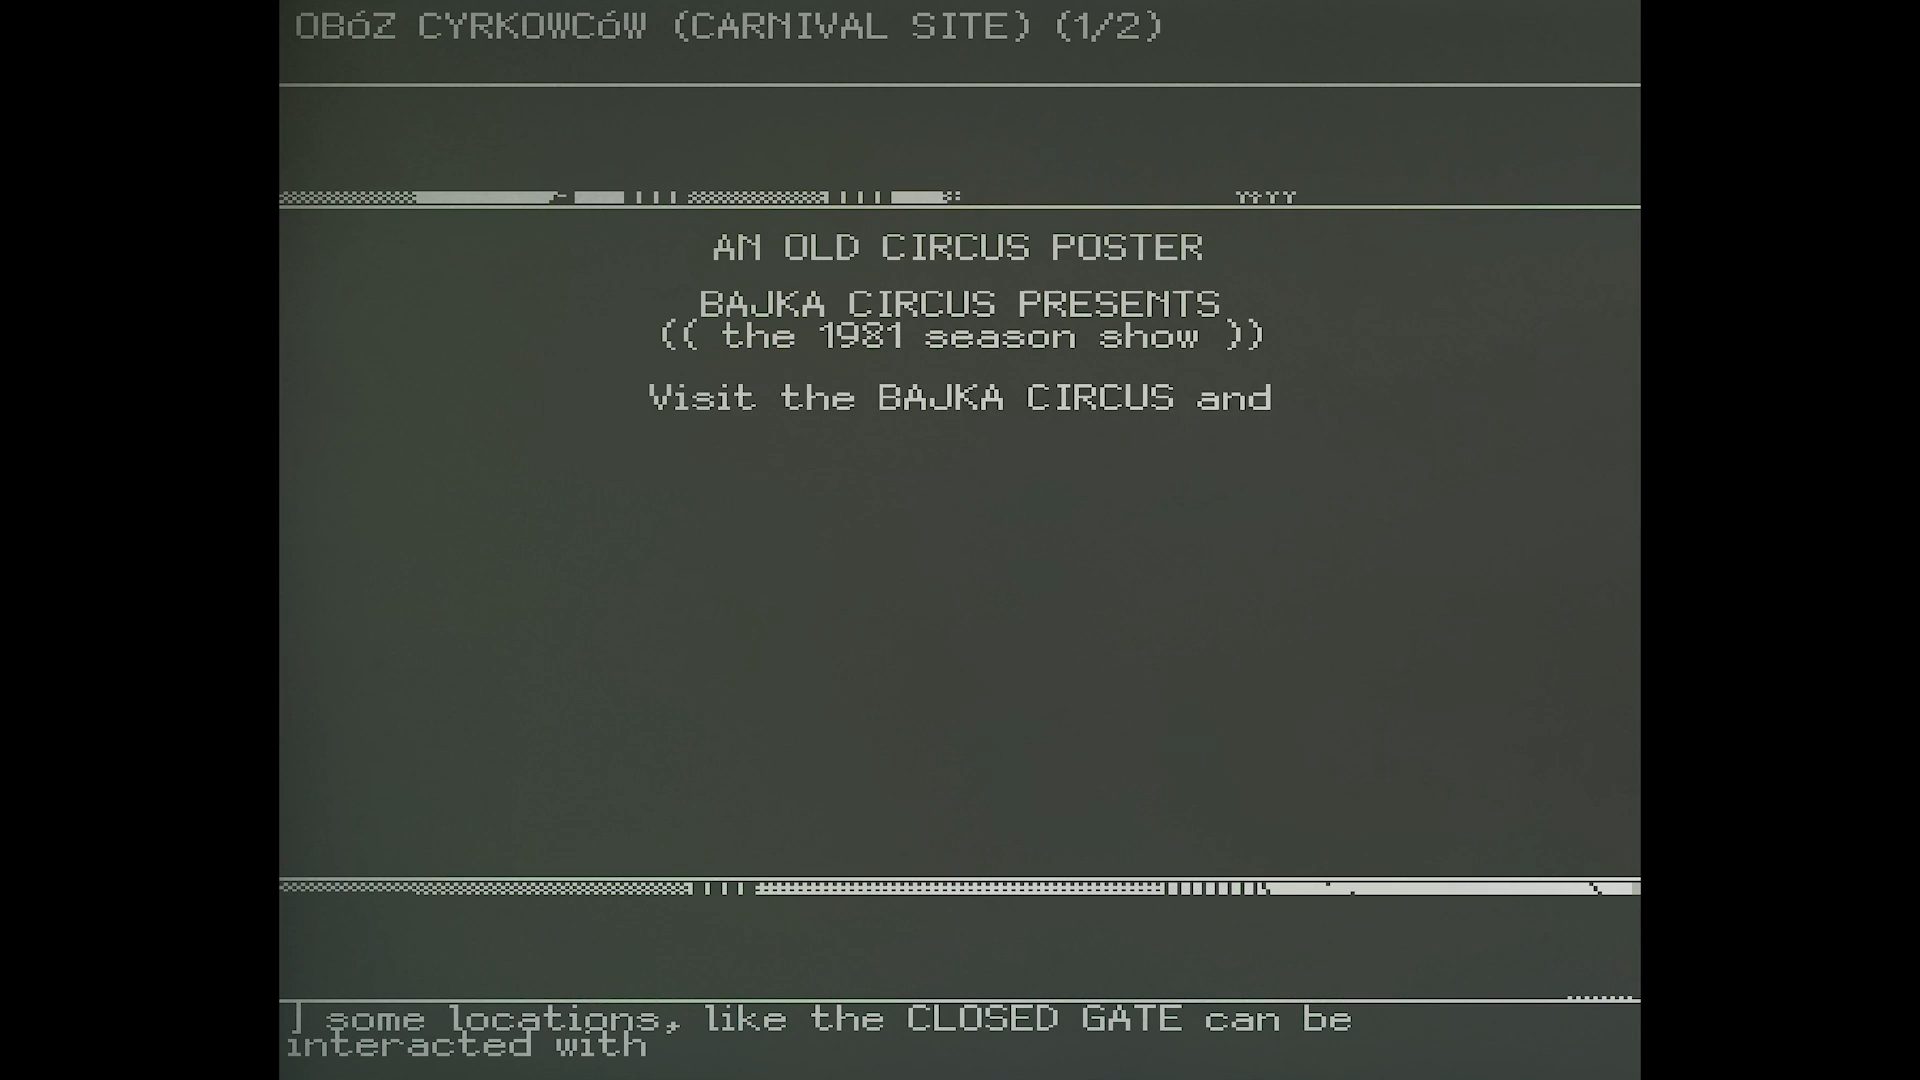 OBóZ CYRKOWCóW (CARNIVAL SITE) (1/2)
AN OLD CIRCUS POSTER
BAJKA CIRCUS PRESENTS
(( the 1981 season show ))
Visit the BAJKA CIRCUS and
] some locations, like the CLOSED GATE can be
interacted with